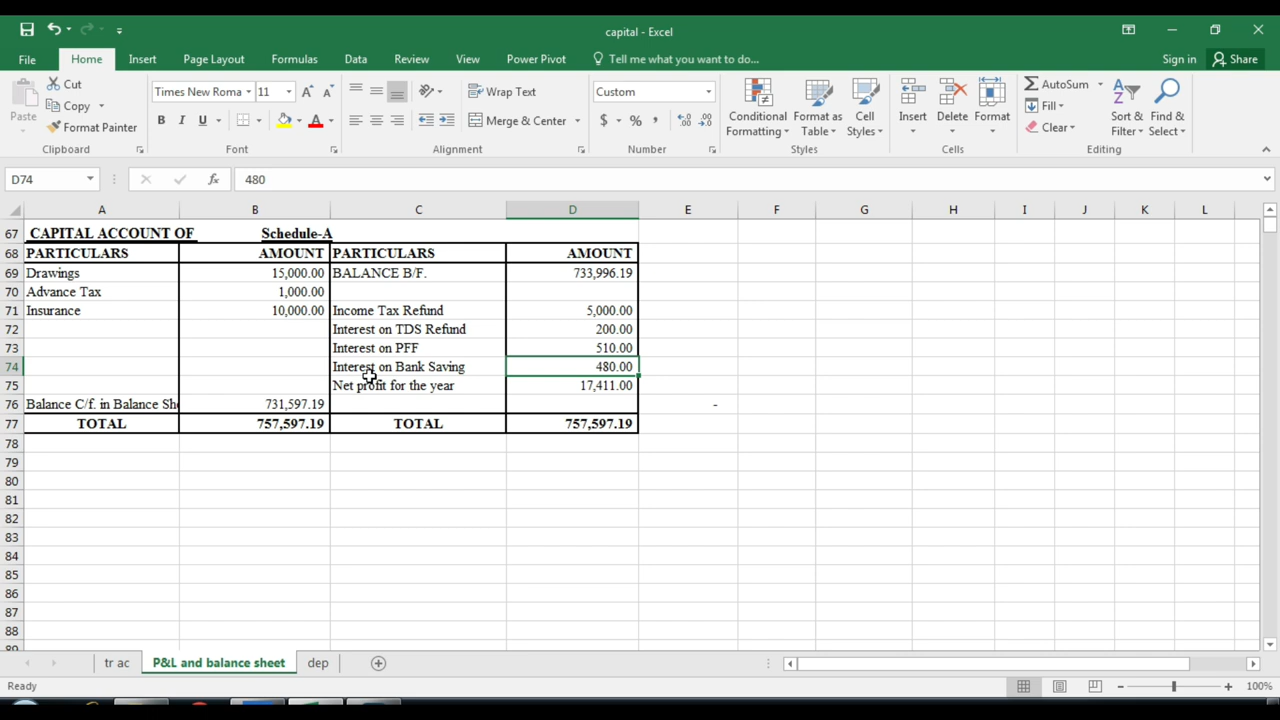 capital - Excel
File Home Insert Page Layout Formulas Data Review View Power Pivot Tell me what you want to do... Sign in Share
Paste Cut Copy Format Painter Clipboard
Times New Roma 11 B I U A Font
Wrap Text Merge & Center Alignment
Custom $ % , Number
Conditional Formatting Format as Table Cell Styles Styles
Insert Delete Format Cells
AutoSum Fill Clear Sort & Filter Find & Select Editing
D74 fx 480
A B C D E F G H I J K L
67 CAPITAL ACCOUNT OF Schedule-A
68 PARTICULARS AMOUNT PARTICULARS AMOUNT
69 Drawings 15,000.00 BALANCE B/F. 733,996.19
70 Advance Tax 1,000.00
71 Insurance 10,000.00 Income Tax Refund 5,000.00
72 Interest on TDS Refund 200.00
73 Interest on PFF 510.00
74 Interest on Bank Saving 480.00
75 Net profit for the year 17,411.00
76 Balance C/f. in Balance She 731,597.19 -
77 TOTAL 757,597.19 TOTAL 757,597.19
78
79
80
81
82
83
84
85
86
87
88
89
tr ac P&L and balance sheet dep
Ready 100%